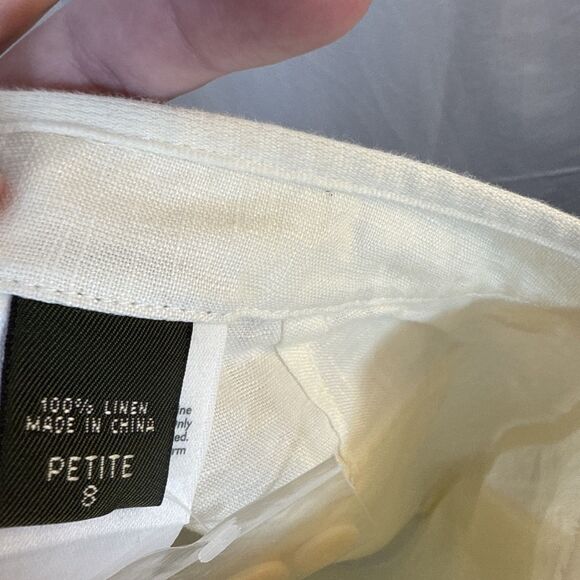 100% LINEN
MADE IN CHINA
PETITE
8